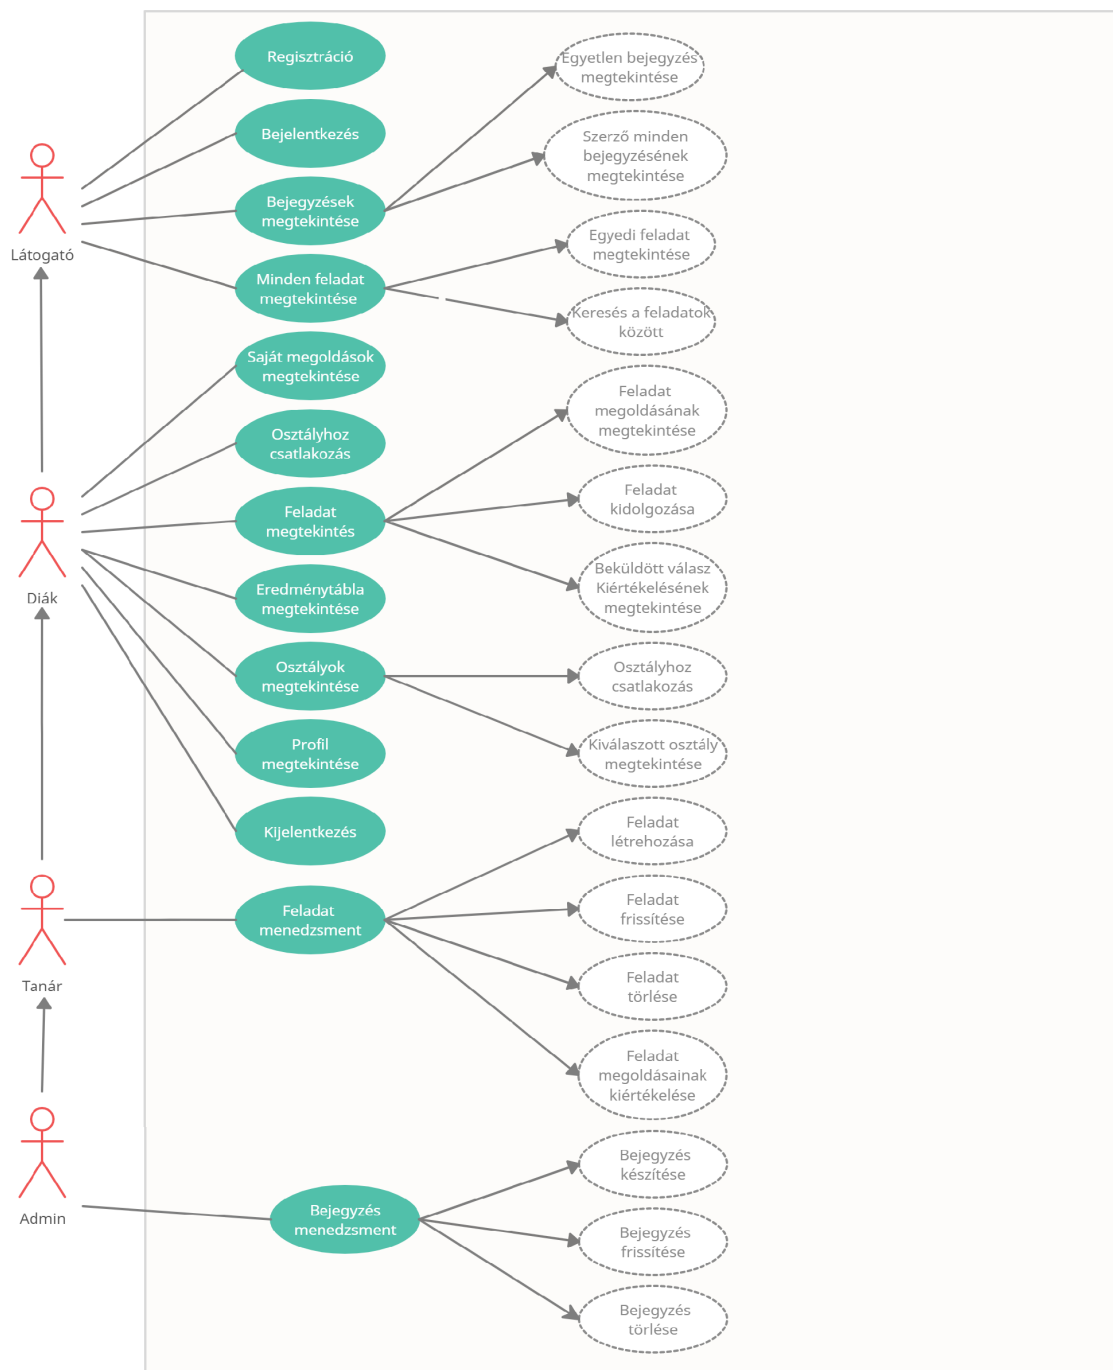 Regisztráció
Bejelentkezés
Bejegyzések
megtekintése
Minden feladat
megtekintése
Saját megoldások
megtekintése
Osztályhoz
csatlakozás
Feladat
megtekintés
Eredménytábla
megtekintése
Osztályok
megtekintése
Profil
megtekintése
Kijelentkezés
Feladat
menedzsment
Bejegyzés
menedzsment
Látogató
Diák
Tanár
Admin
Egyetlen bejegyzés
megtekintése
Szerző minden
bejegyzésének
megtekintése
Egyedi feladat
megtekintése
Keresés a feladatok
között
Feladat
megoldásának
megtekintése
Feladat
kidolgozása
Beküldött válasz
Kiértékelésének
megtekintése
Osztályhoz
csatlakozás
Kiválaszott osztály
megtekintése
Feladat
létrehozása
Feladat
frissítése
Feladat
törlése
Feladat
megoldásainak
kiértékelése
Bejegyzés
készítése
Bejegyzés
frissítése
Bejegyzés
törlése